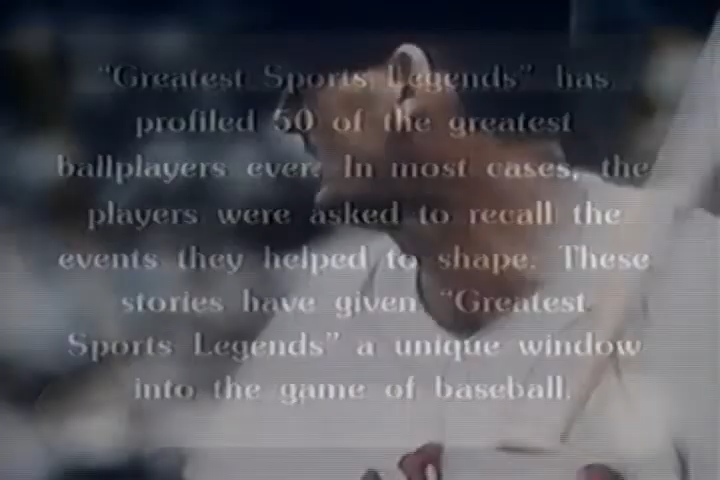 "Greatest Sports Legends" has
profiled 50 of the greatest
ballplayers ever. In most cases, the
players were asked to recall the
events they helped to shape. These
stories have given "Greatest
Sports Legends" a unique window
into the game of baseball.